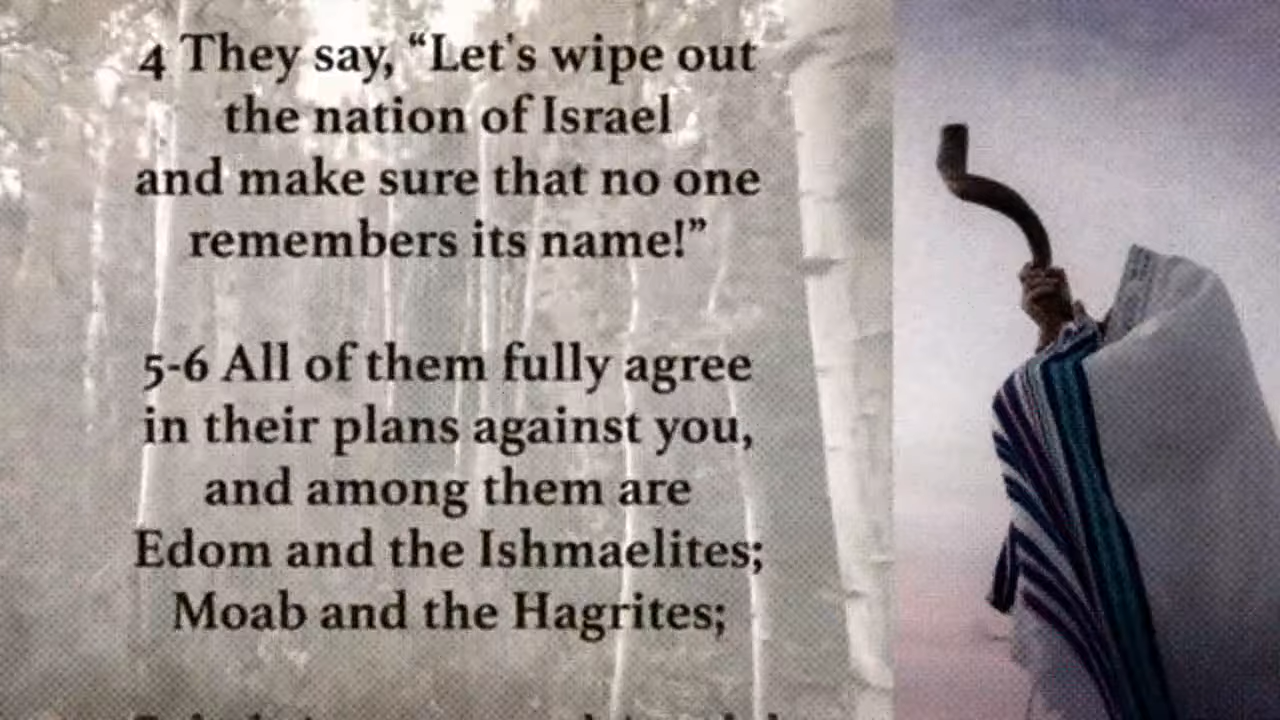 4 They say, “Let's wipe out
the nation of Israel
and make sure that no one
remembers its name!”
5-6 All of them fully agree
in their plans against you,
and among them are
Edom and the Ishmaelites;
Moab and the Hagrites;